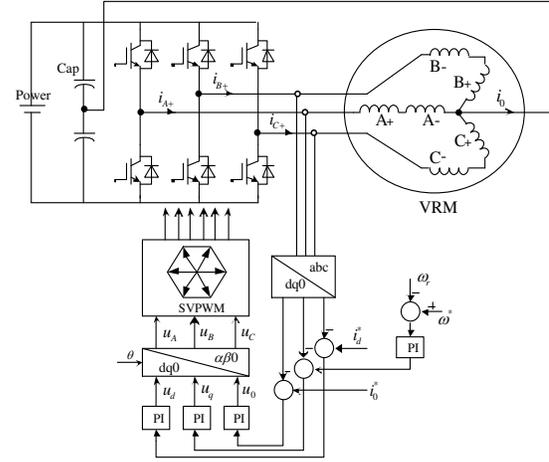 Cap
Power
i_{A+}
i_{B+}
i_{C+}
B-
B+
A+ A-
C+
C-
i_0
VRM
SVPWM
abc
dq0
ω_r
-
+
ω^*
PI
u_A u_B u_C
θ
αβ0
dq0
- i_d^*
-
- i_0^*
u_d u_q u_0
PI PI PI